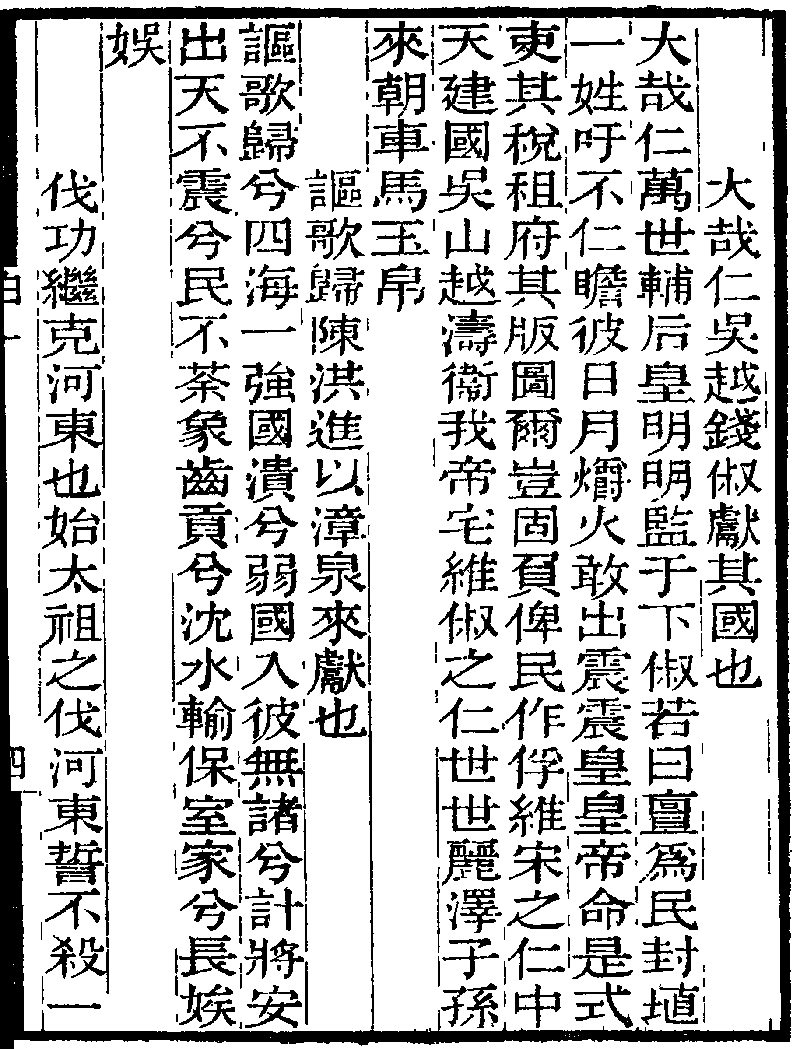 大哉仁吳越錢俶獻其國也
大哉仁萬世輔后皇明明監于下俶若曰亶爲民封埴
一姓吁不仁瞻彼日月爝火敢出震震皇皇帝命是式
吏其稅租府其版圖爾豈固負俾民作俘維宋之仁中
天建國吳山越濤衞我帝宅維俶之仁世世麗澤子孫
來朝車馬玉帛
謳歌歸陳洪進以漳泉來獻也
謳歌歸兮四海一強國潰兮弱國入彼無諸兮計將安
出天不震兮民不荼象齒貢兮沈水輸保室家兮長娭
娛
伐功繼克河東也始太祖之伐河東誓不殺一
四